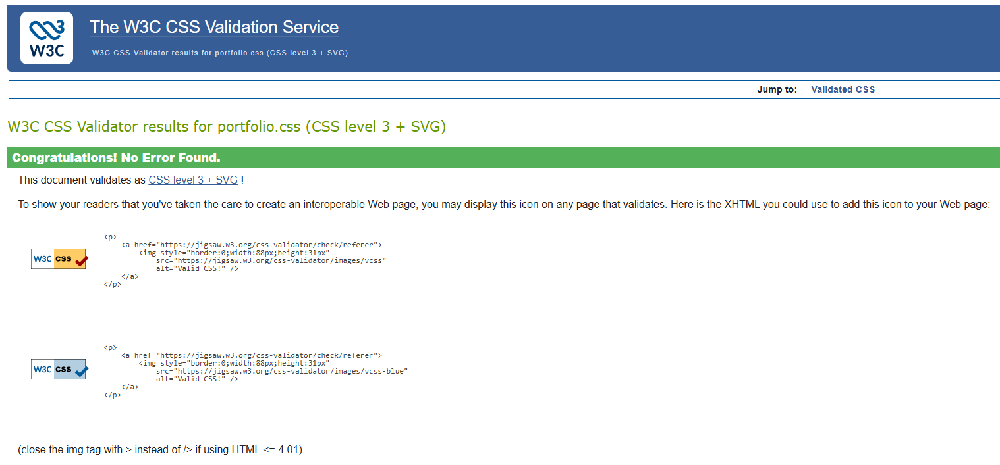 W3C
The W3C CSS Validation Service
W3C CSS Validator results for portfolio.css (CSS level 3 + SVG)
Jump to: Validated CSS
W3C CSS Validator results for portfolio.css (CSS level 3 + SVG)
Congratulations! No Error Found.
This document validates as CSS level 3 + SVG !
To show your readers that you've taken the care to create an interoperable Web page, you may display this icon on any page that validates. Here is the XHTML you could use to add this icon to your Web page:
W3C CSS
<p>
<a href="https://jigsaw.w3.org/css-validator/check/referer">
<img style="border:0;width:88px;height:31px"
src="https://jigsaw.w3.org/css-validator/images/vcss"
alt="Valid CSS!" />
</a>
</p>
W3C CSS
<p>
<a href="https://jigsaw.w3.org/css-validator/check/referer">
<img style="border:0;width:88px;height:31px"
src="https://jigsaw.w3.org/css-validator/images/vcss-blue"
alt="Valid CSS!" />
</a>
</p>
(close the img tag with > instead of /> if using HTML <= 4.01)